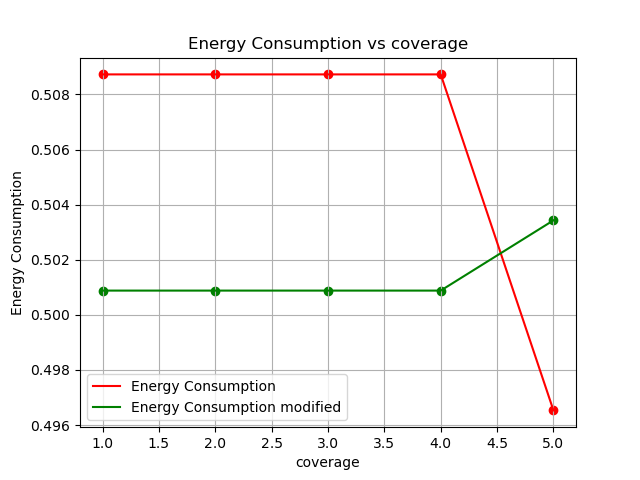 Energy Consumption vs coverage
Energy Consumption
0.508
0.506
0.504
0.502
0.500
0.498
0.496
Energy Consumption
Energy Consumption modified
1.0 1.5 2.0 2.5 3.0 3.5 4.0 4.5 5.0
coverage